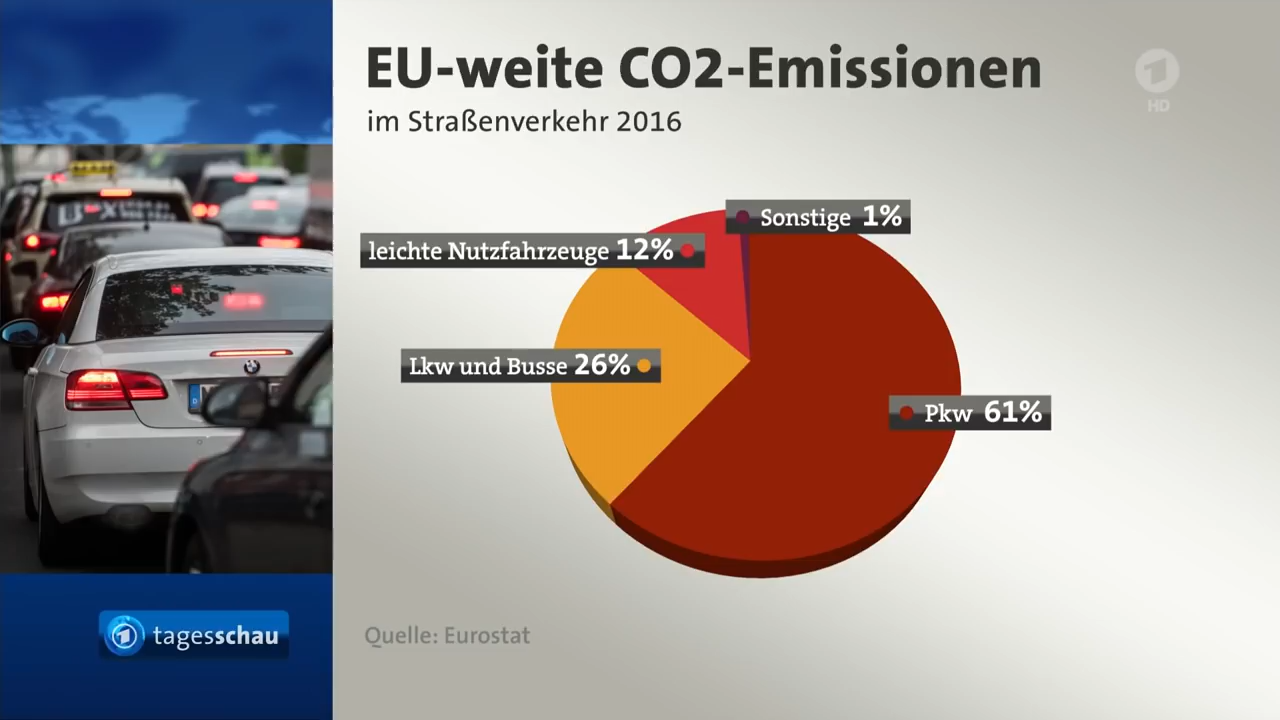 EU-weite CO2-Emissionen
im Straßenverkehr 2016
HD
Sonstige 1%
leichte Nutzfahrzeuge 12%
Lkw und Busse 26%
Pkw 61%
tagesschau
Quelle: Eurostat